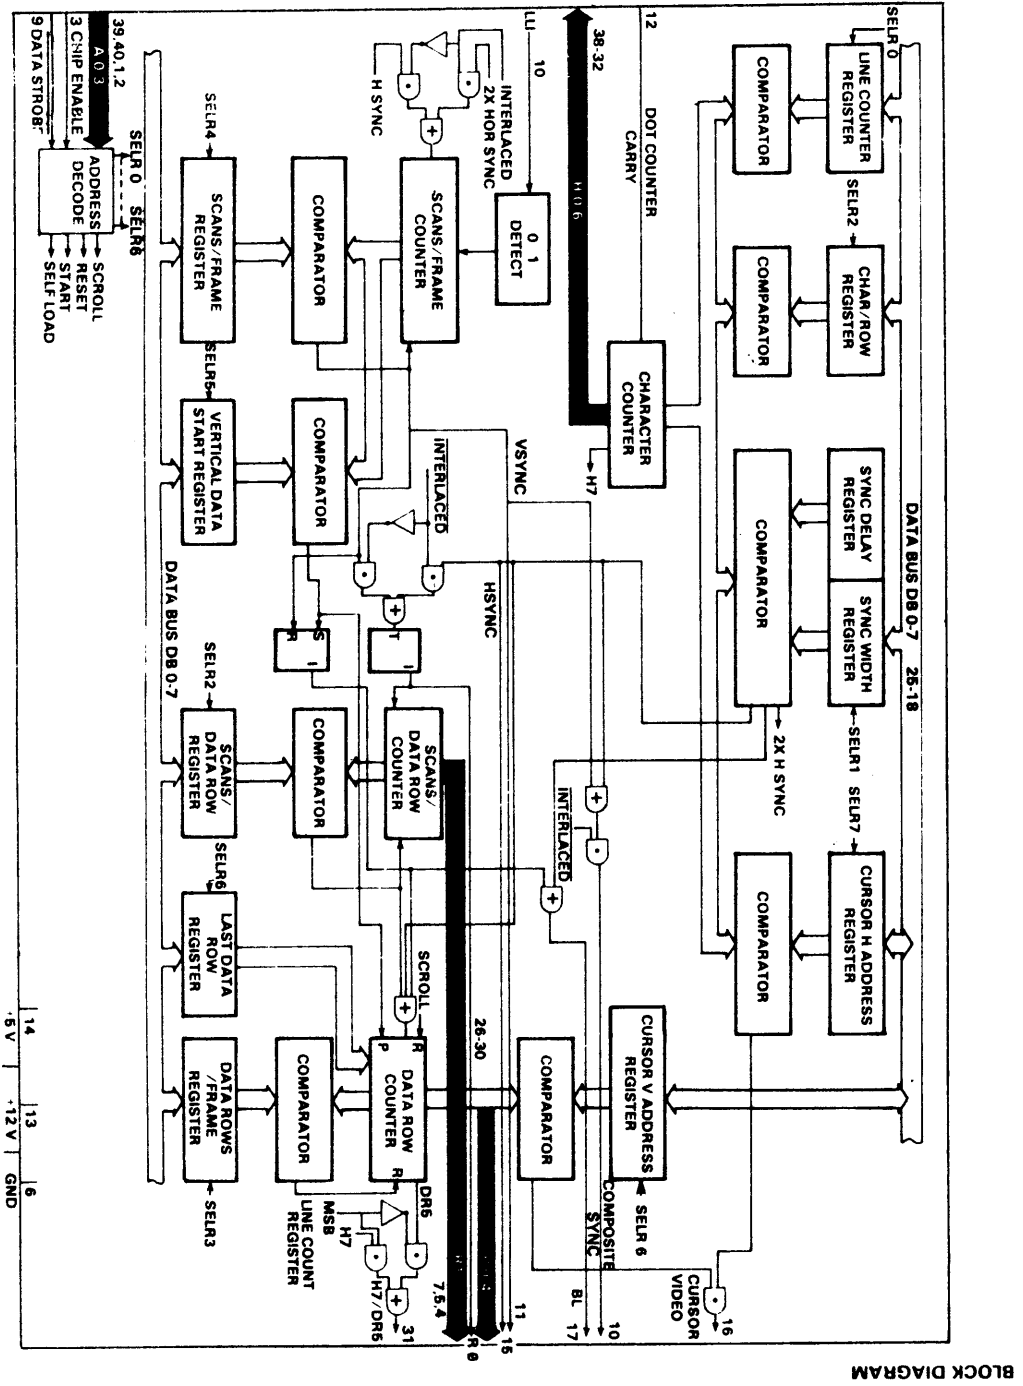 BLOCK DIAGRAM
SELR 0
LINE COUNTER
REGISTER
SELR2
CHAR/ROW
REGISTER
SYNC DELAY
REGISTER
SYNC WIDTH
REGISTER
SELR1
SELR7
CURSOR H ADDRESS
REGISTER
DATA BUS DB 0-7 25-18
COMPARATOR
COMPARATOR
COMPARATOR
2X H SYNC
COMPARATOR
12
DOT COUNTER
CARRY
38-32
CHARACTER
COUNTER
H7
LLI
10
0 1
DETECT
INTERLACED
2X HOR SYNC
H SYNC
+
SCANS/FRAME
COUNTER
VSYNC
INTERLACED
HSYNC
+
INTERLACED
+
+
CURSOR V ADDRESS
REGISTER
SELR 6
COMPARATOR
COMPOSITE
SYNC
10
BL
17
CURSOR
VIDEO
16
COMPARATOR
COMPARATOR
S
R
1
T
1
SCANS/
DATA ROW
COUNTER
COMPARATOR
SCROLL
+
26-30
R
P
DATA ROW
COUNTER
R
DR5
COMPARATOR
LINE COUNT
REGISTER
MSB
H7
H7/DR5
+
31
7,5,4
R 0
15
11
39,40,1,2
A 0 3
3 CHIP ENABLE
9 DATA STROBE
ADDRESS
DECODE
SELR 0
SELR6
SCROLL
RESET
START
SELF LOAD
SELR4
SCANS/FRAME
REGISTER
SELR5
VERTICAL DATA
START REGISTER
DATA BUS DB 0-7
SELR2
SCANS/
DATA ROW
REGISTER
SELR6
LAST DATA
ROW
REGISTER
DATA ROWS
/FRAME
REGISTER
SELR3
14
+5 V
13
+12 V
6
GND